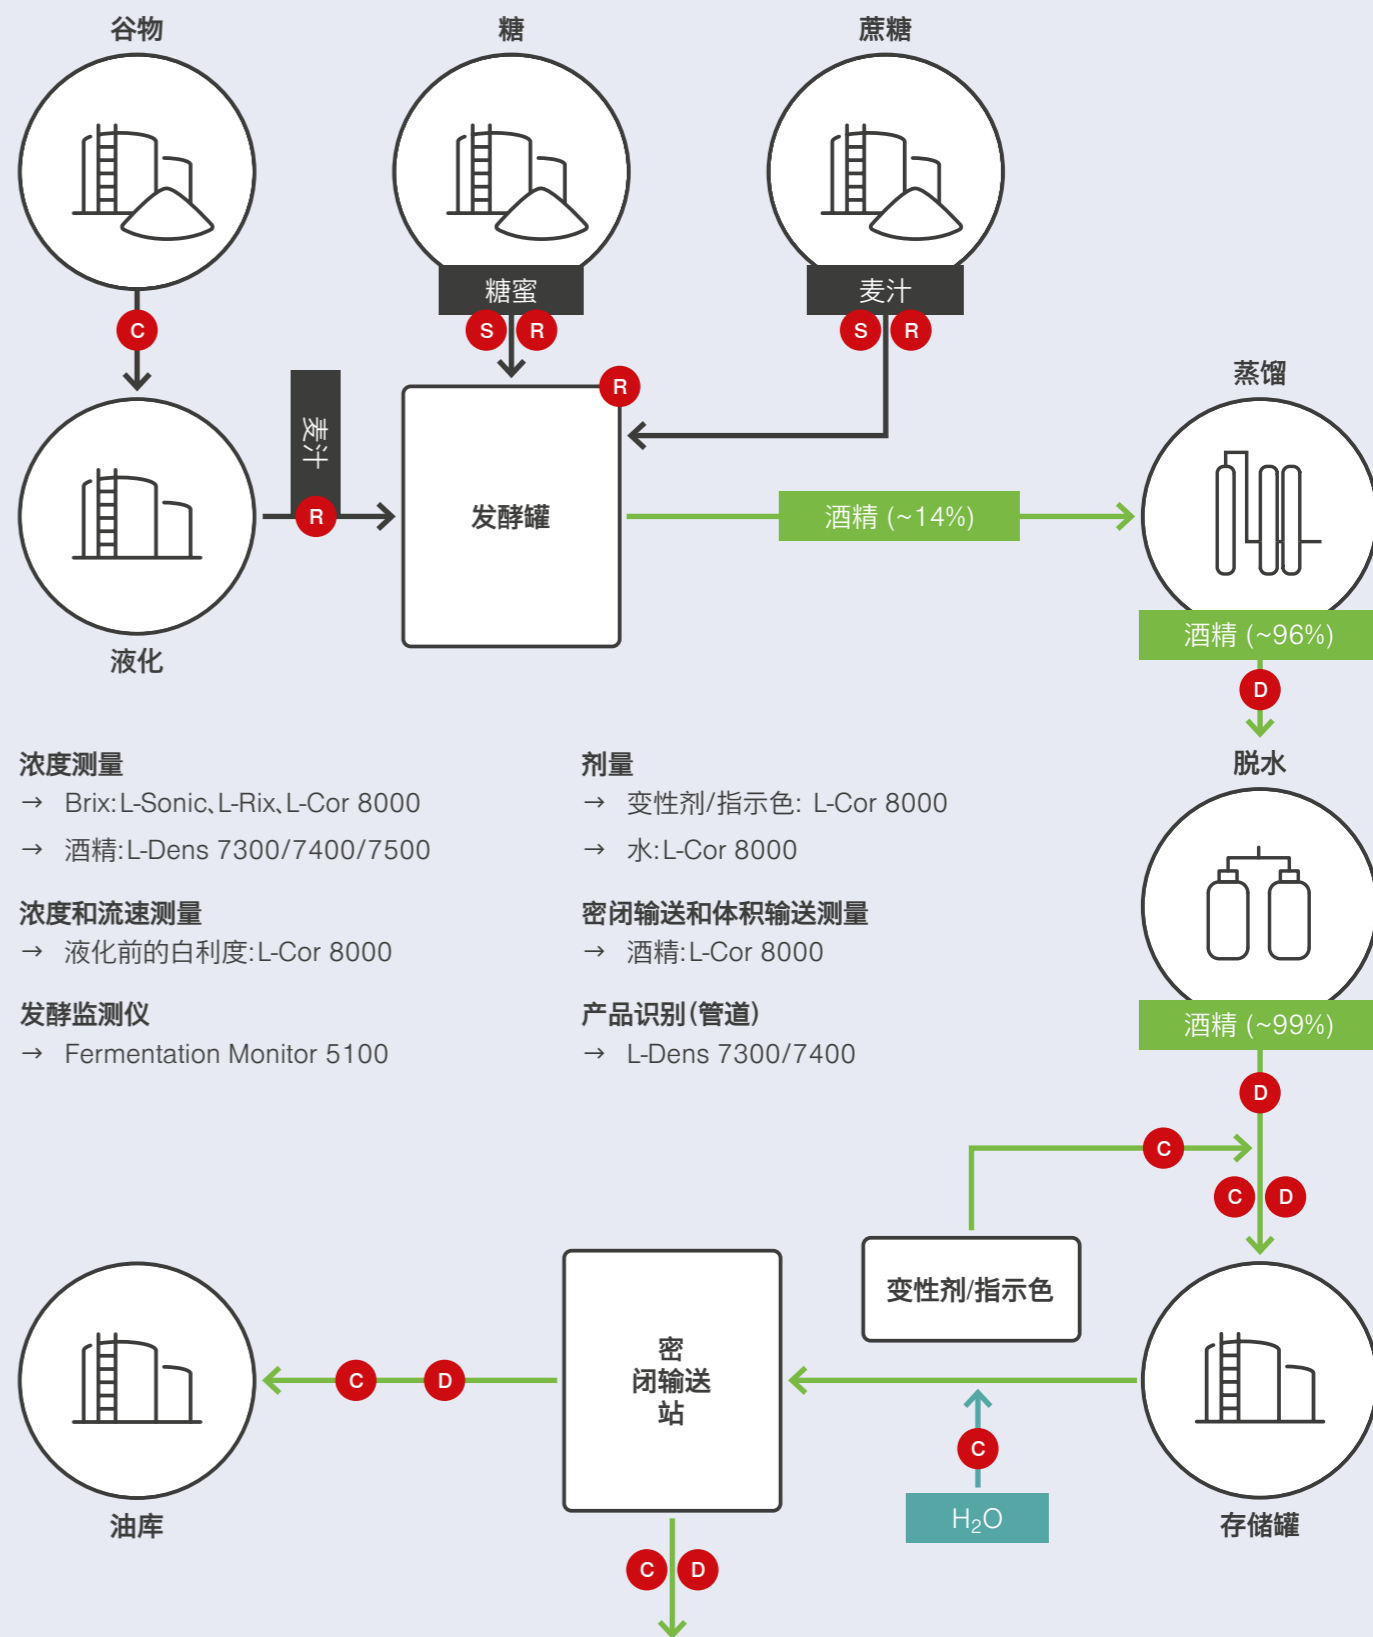 谷物
糖
蔗糖
糖蜜
麦汁
C
S R
S R
蒸馏
R
麦汁
R
发酵罐
酒精 (~14%)
液化
酒精 (~96%)
D
脱水
浓度测量
→ Brix:L-Sonic、L-Rix、L-Cor 8000
→ 酒精:L-Dens 7300/7400/7500
浓度和流速测量
→ 液化前的白利度:L-Cor 8000
发酵监测仪
→ Fermentation Monitor 5100
剂量
→ 变性剂/指示色: L-Cor 8000
→ 水:L-Cor 8000
密闭输送和体积输送测量
→ 酒精:L-Cor 8000
产品识别(管道)
→ L-Dens 7300/7400
酒精 (~99%)
D
C
C D
变性剂/指示色
密
闭输送
站
C D
C
H₂O
油库
存储罐
C D